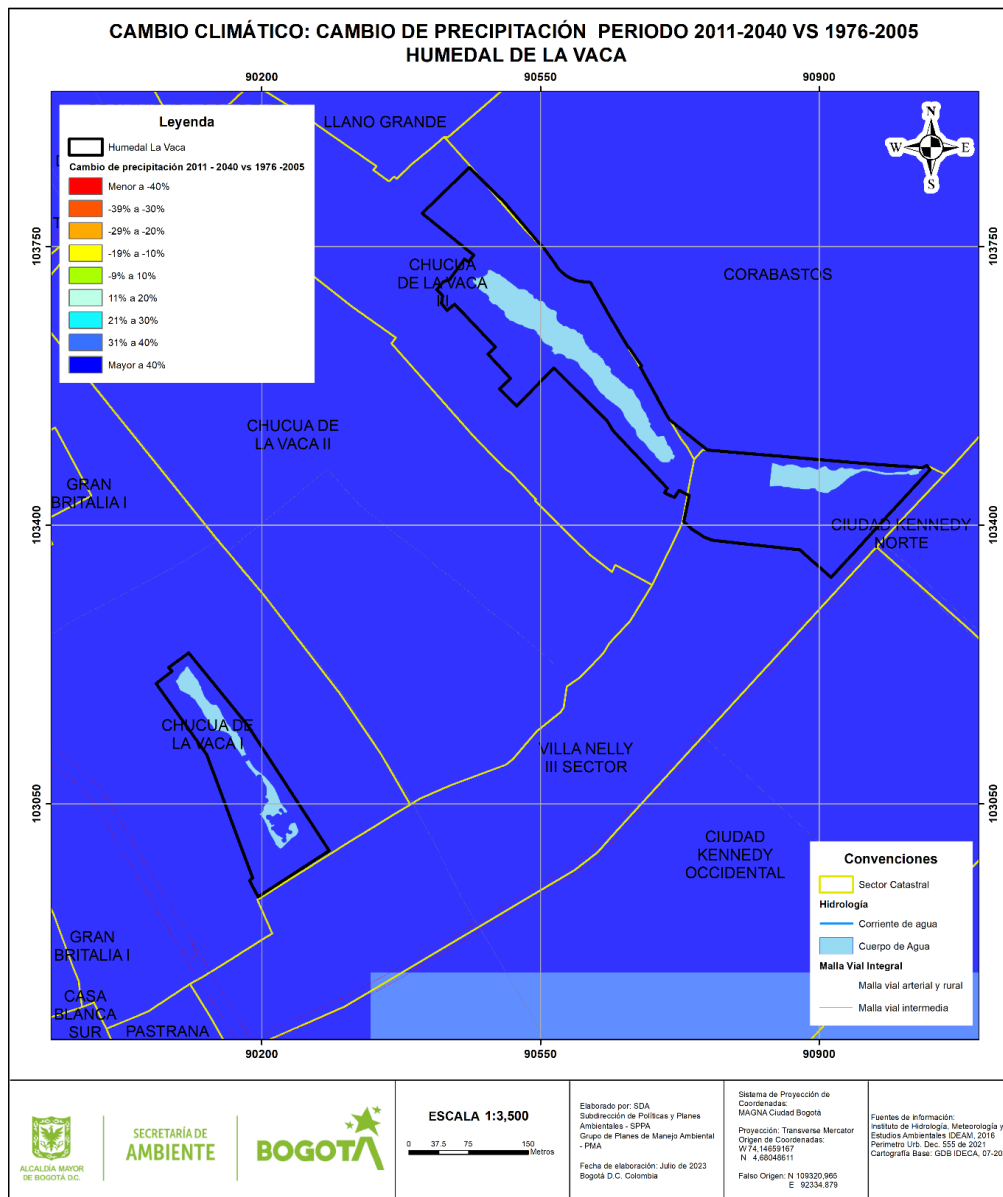 CAMBIO CLIMÁTICO: CAMBIO DE PRECIPITACIÓN PERIODO 2011-2040 VS 1976-2005
HUMEDAL DE LA VACA
90200
90550
90900
Leyenda
Humedal La Vaca
Cambio de precipitación 2011 - 2040 vs 1976 -2005
Menor a -40%
-39% a -30%
-29% a -20%
-19% a -10%
-9% a 10%
11% a 20%
21% a 30%
31% a 40%
Mayor a 40%
LLANO GRANDE
N
W
E
S
103750
103750
CHUCUA
DE LA VACA
III
CORABASTOS
CHUCUA DE
LA VACA II
GRAN
BRITALIA I
103400
103400
CIUDAD KENNEDY
NORTE
CHUCUA DE
LA VACA I
VILLA NELLY
III SECTOR
103050
103050
CIUDAD
KENNEDY
OCCIDENTAL
GRAN
BRITALIA I
CASA
BLANCA
SUR
PASTRANA
Convenciones
Sector Catastral
Hidrología
Corriente de agua
Cuerpo de Agua
Malla Vial Integral
Malla vial arterial y rural
Malla vial intermedia
90200
90550
90900
ALCALDÍA MAYOR
DE BOGOTÁ D.C.
SECRETARÍA DE
AMBIENTE
BOGOTÁ
ESCALA 1:3,500
0 37.5 75 150
Metros
Elaborado por: SDA
Subdirección de Políticas y Planes
Ambientales - SPPA
Grupo de Planes de Manejo Ambiental
- PMA
Fecha de elaboración: Julio de 2023
Bogotá D.C. Colombia
Sistema de Proyección de
Coordenadas:
MAGNA Ciudad Bogotá
Proyección: Transverse Mercator
Origen de Coordenadas:
W 74,14659167
N 4,68048611
Falso Origen: N 109320,965
E 92334.879
Fuentes de Información:
Instituto de Hidrología, Meteorología y
Estudios Ambientales IDEAM, 2016
Perimetro Urb. Dec. 555 de 2021
Cartografía Base: GDB IDECA, 07-20